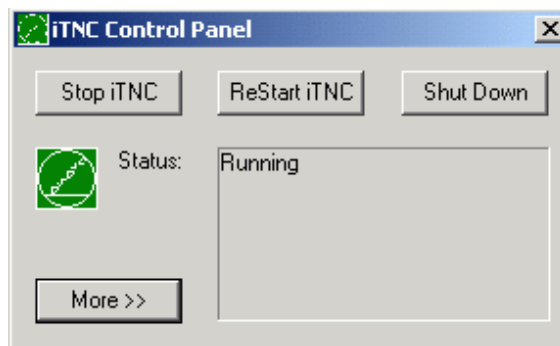 iTNC Control Panel
Stop iTNC ReStart iTNC Shut Down
Status: Running
More >>